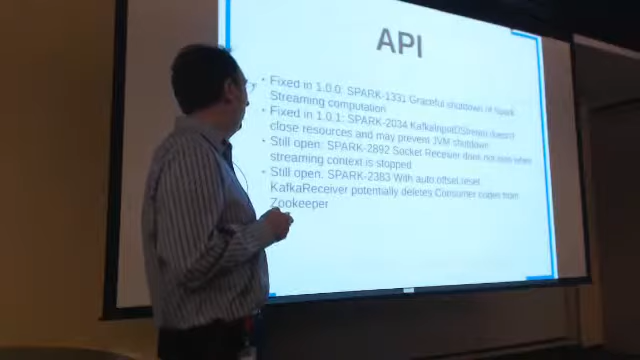 API
• Fixed in 1.0.0: SPARK-1331 Graceful shutdown of Spark
Streaming computation
• Fixed in 1.0.1: SPARK-2034 KafkaInputDStream doesn't
close resources and may prevent JVM shutdown
• Still open: SPARK-2892 Socket Receiver does not stop when
streaming context is stopped
• Still open: SPARK-2383 With auto offset reset,
KafkaReceiver potentially deletes Consumer nodes from
Zookeeper